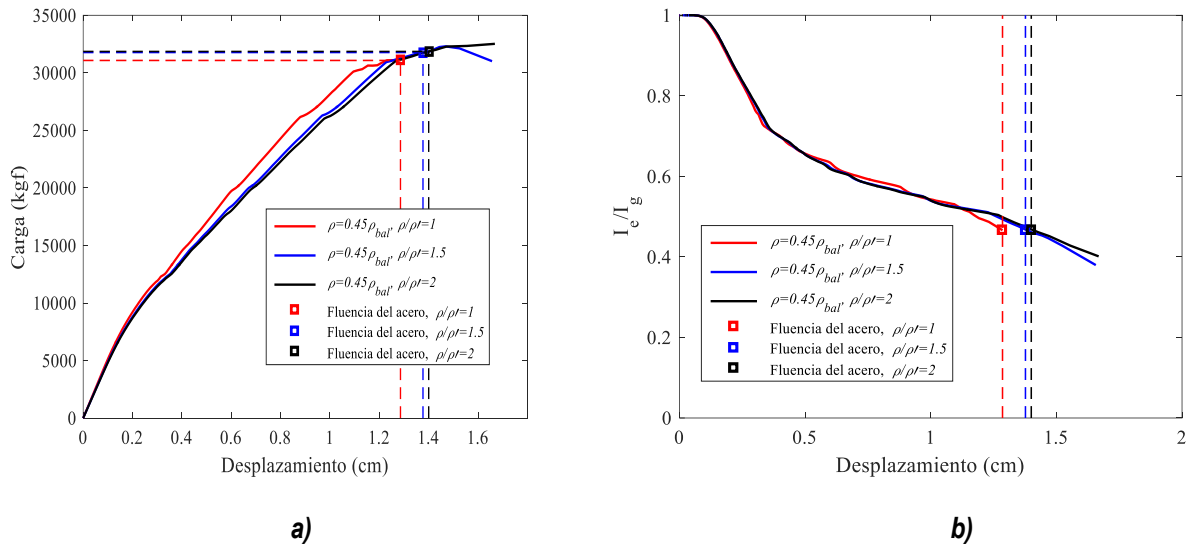 35000
30000
25000
20000
15000
10000
5000
0
Carga (kgf)
0 0.2 0.4 0.6 0.8 1 1.2 1.4 1.6
Desplazamiento (cm)
ρ=0.45ρbal, ρ/ρ′=1
ρ=0.45ρbal, ρ/ρ′=1.5
ρ=0.45ρbal, ρ/ρ′=2
Fluencia del acero, ρ/ρ′=1
Fluencia del acero, ρ/ρ′=1.5
Fluencia del acero, ρ/ρ′=2
a)
1
0.8
0.6
0.4
0.2
0
Ie/Ig
0 0.5 1 1.5 2
Desplazamiento (cm)
ρ=0.45ρbal, ρ/ρ′=1
ρ=0.45ρbal, ρ/ρ′=1.5
ρ=0.45ρbal, ρ/ρ′=2
Fluencia del acero, ρ/ρ′=1
Fluencia del acero, ρ/ρ′=1.5
Fluencia del acero, ρ/ρ′=2
b)